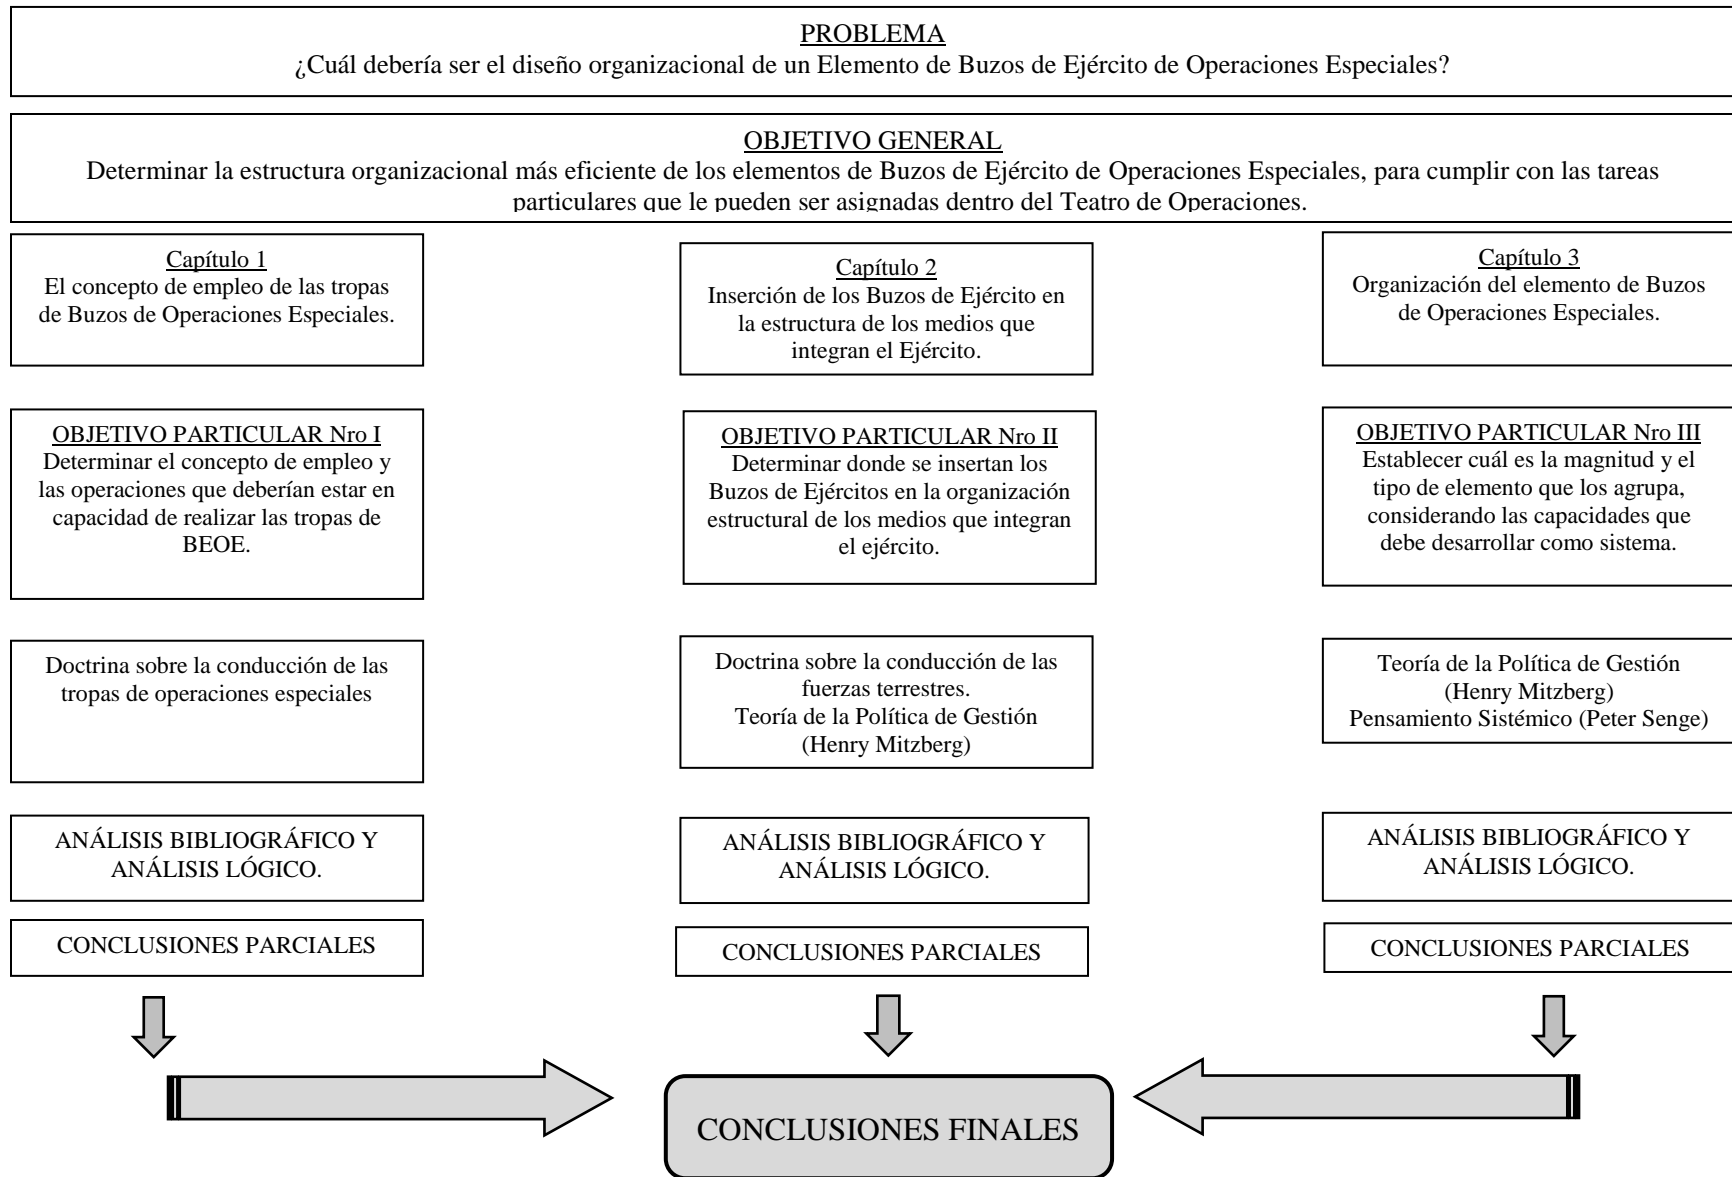 PROBLEMA
¿Cuál debería ser el diseño organizacional de un Elemento de Buzos de Ejército de Operaciones Especiales?
OBJETIVO GENERAL
Determinar la estructura organizacional más eficiente de los elementos de Buzos de Ejército de Operaciones Especiales, para cumplir con las tareas
particulares que le pueden ser asignadas dentro del Teatro de Operaciones.
Capítulo 1
El concepto de empleo de las tropas
de Buzos de Operaciones Especiales.
Capítulo 2
Inserción de los Buzos de Ejército en
la estructura de los medios que
integran el Ejército.
Capítulo 3
Organización del elemento de Buzos
de Operaciones Especiales.
OBJETIVO PARTICULAR Nro I
Determinar el concepto de empleo y
las operaciones que deberían estar en
capacidad de realizar las tropas de
BEOE.
OBJETIVO PARTICULAR Nro II
Determinar donde se insertan los
Buzos de Ejércitos en la organización
estructural de los medios que integran
el ejército.
OBJETIVO PARTICULAR Nro III
Establecer cuál es la magnitud y el
tipo de elemento que los agrupa,
considerando las capacidades que
debe desarrollar como sistema.
Doctrina sobre la conducción de las
tropas de operaciones especiales
Doctrina sobre la conducción de las
fuerzas terrestres.
Teoría de la Política de Gestión
(Henry Mitzberg)
Teoría de la Política de Gestión
(Henry Mitzberg)
Pensamiento Sistémico (Peter Senge)
ANÁLISIS BIBLIOGRÁFICO Y
ANÁLISIS LÓGICO.
ANÁLISIS BIBLIOGRÁFICO Y
ANÁLISIS LÓGICO.
ANÁLISIS BIBLIOGRÁFICO Y
ANÁLISIS LÓGICO.
CONCLUSIONES PARCIALES
CONCLUSIONES PARCIALES
CONCLUSIONES PARCIALES
CONCLUSIONES FINALES